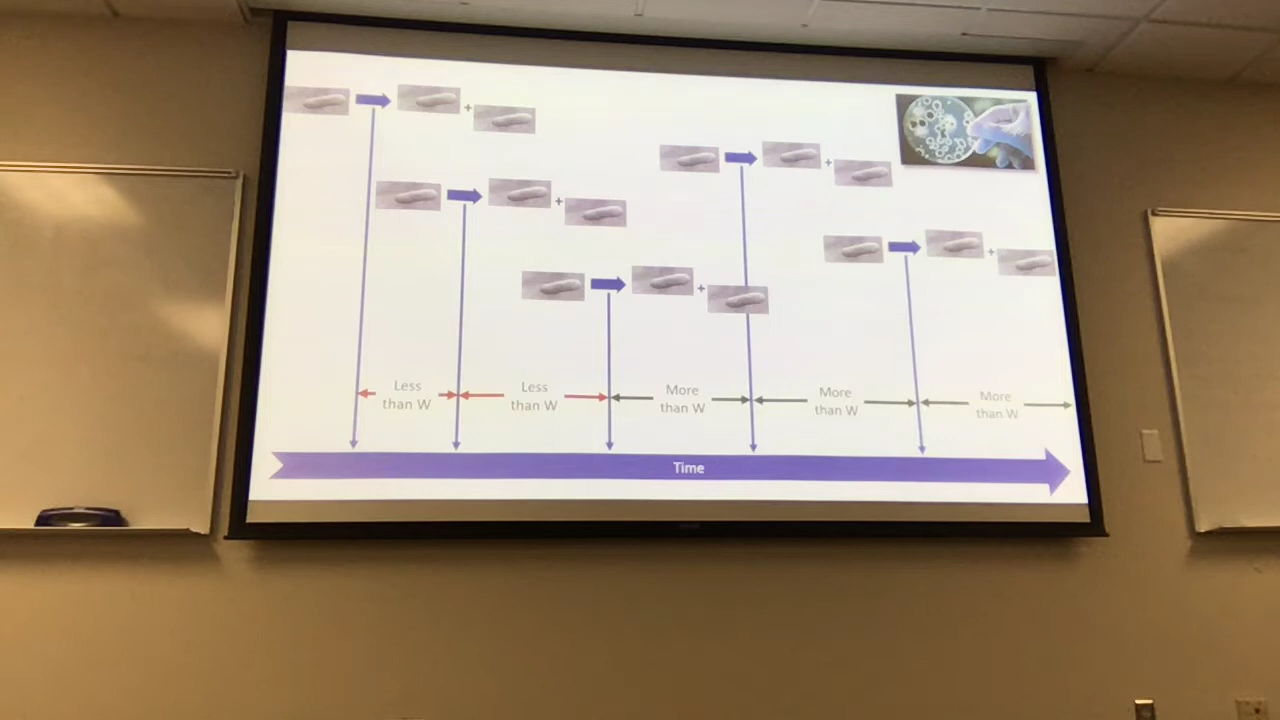 +
+
+
+
+
Less
than W
Less
than W
More
than W
More
than W
More
than W
Time